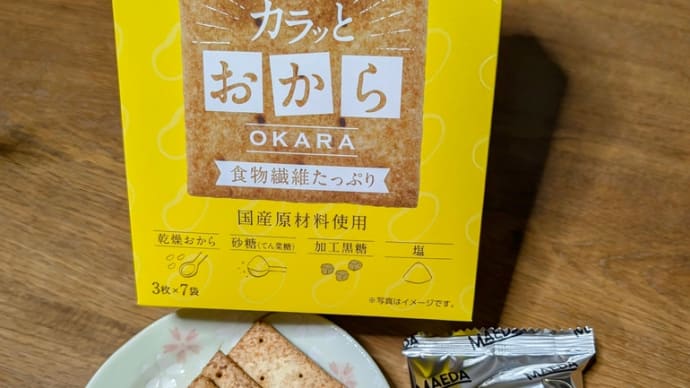 カラッと
おから
OKARA
食物繊維たっぷり
国産原材料使用
乾燥おから 砂糖(てん菜糖) 加工黒糖 塩
3枚×7袋
※写真はイメージです。
MAEDA MAEDA
MAEDA